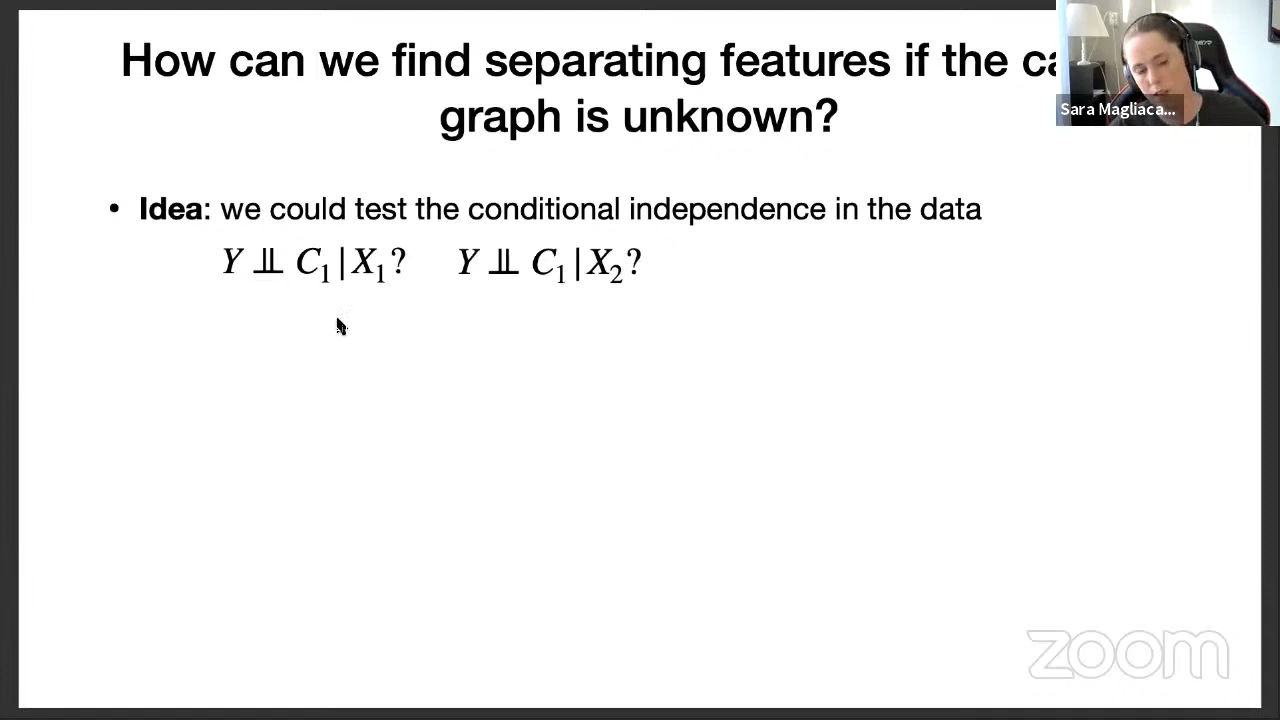 How can we find separating features if the ca
graph is unknown?
Sara Magliaca...
• Idea: we could test the conditional independence in the data
Y ⫫ C₁|X₁? Y ⫫ C₁|X₂?
zoom